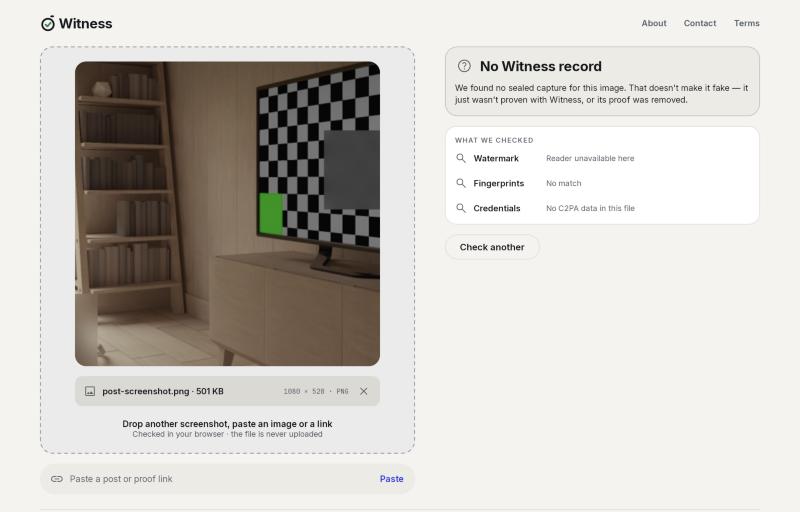 Witness
About
Contact
Terms
post-screenshot.png · 501 KB
1080 × 528 · PNG
Drop another screenshot, paste an image or a link
Checked in your browser · the file is never uploaded
Paste a post or proof link
Paste
No Witness record
We found no sealed capture for this image. That doesn't make it fake — it
just wasn't proven with Witness, or its proof was removed.
WHAT WE CHECKED
Watermark
Reader unavailable here
Fingerprints
No match
Credentials
No C2PA data in this file
Check another